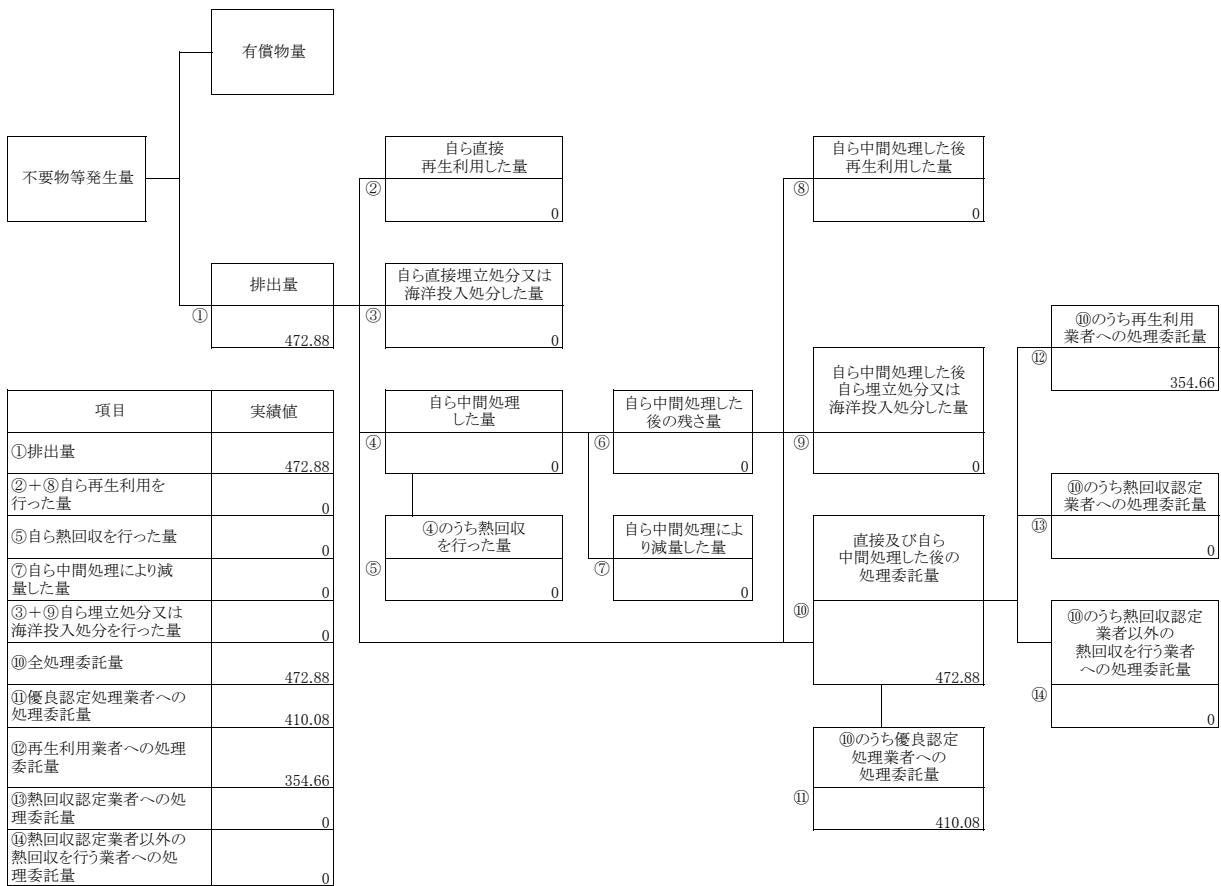 有償物量
不要物等発生量
自ら直接
再生利用した量
②
0
自ら中間処理した後
再生利用した量
⑧
0
排出量
①
472.88
自ら直接埋立処分又は
海洋投入処分した量
③
0
自ら中間処理
した量
④
0
自ら中間処理した
後の残さ量
⑥
0
自ら中間処理した後
自ら埋立処分又は
海洋投入処分した量
⑨
0
⑩のうち再生利用
業者への処理委託量
⑫
354.66
④のうち熱回収
を行った量
⑤
0
自ら中間処理によ
り減量した量
⑦
0
直接及び自ら
中間処理した後の
処理委託量
⑩
472.88
⑩のうち熱回収認定
業者への処理委託量
⑬
0
⑩のうち熱回収認定
業者以外の
熱回収を行う業者
への処理委託量
⑭
0
⑩のうち優良認定
処理業者への
処理委託量
⑪
410.08
項目
実績値
①排出量
472.88
②+⑧自ら再生利用を
行った量
0
⑤自ら熱回収を行った量
0
⑦自ら中間処理により減
量した量
0
③+⑨自ら埋立処分又は
海洋投入処分を行った量
0
⑩全処理委託量
472.88
⑪優良認定処理業者への
処理委託量
410.08
⑫再生利用業者への処理
委託量
354.66
⑬熱回収認定業者への処
理委託量
0
⑭熱回収認定業者以外の
熱回収を行う業者への処
理委託量
0